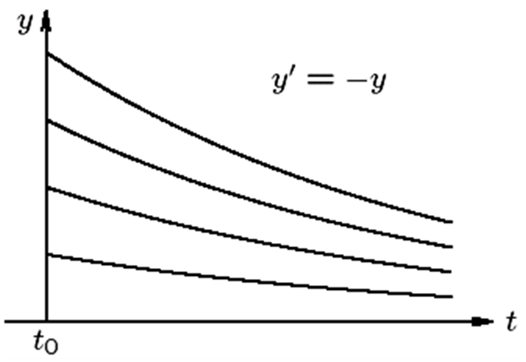 y
y′ = −y
t
t₀